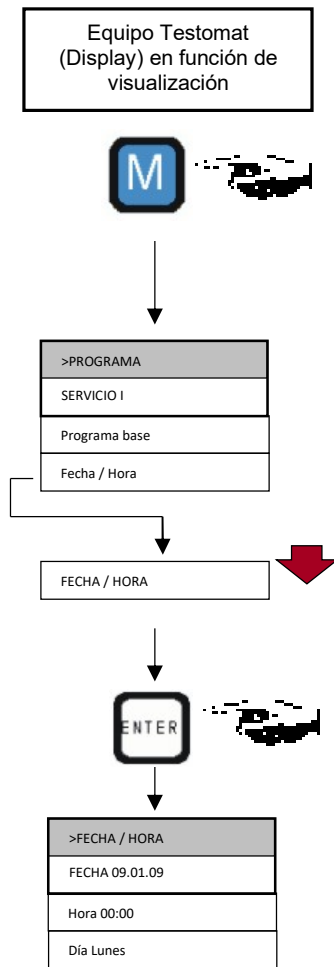 Equipo Testomat
(Display) en función de
visualización
M
>PROGRAMA
SERVICIO I
Programa base
Fecha / Hora
FECHA / HORA
ENTER
>FECHA / HORA
FECHA 09.01.09
Hora 00:00
Día Lunes